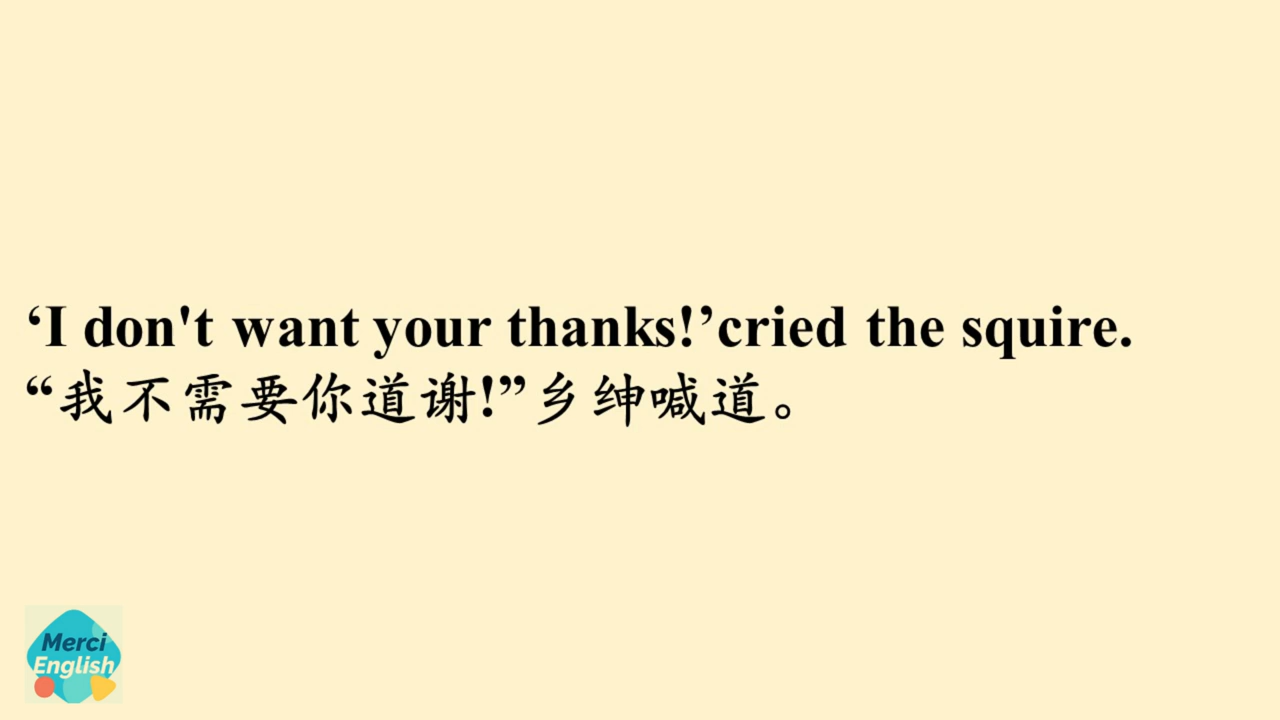 ‘I don't want your thanks!’cried the squire.
“我不需要你道谢!”乡绅喊道。
Merci
English